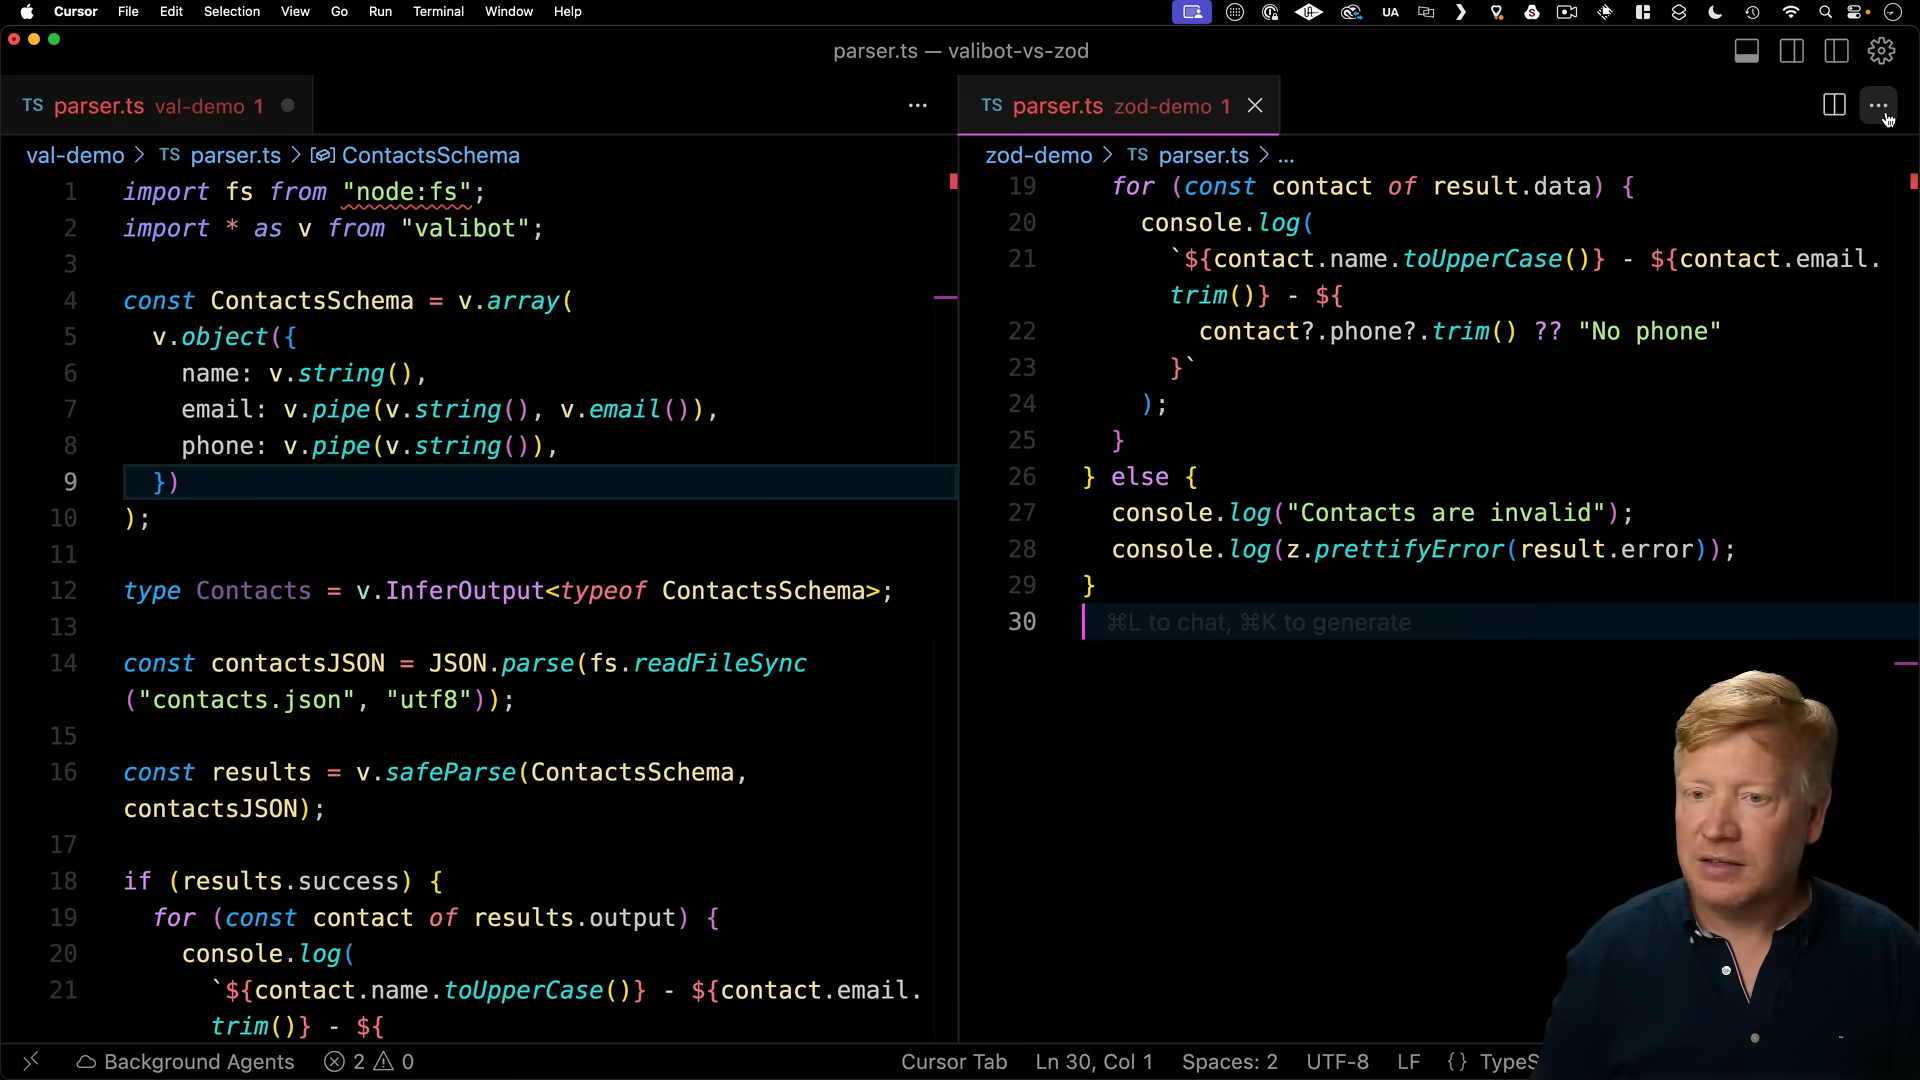 Cursor File Edit Selection View Go Run Terminal Window Help UA
parser.ts — valibot-vs-zod
TS parser.ts val-demo 1
TS parser.ts zod-demo 1
val-demo > TS parser.ts > ContactsSchema
1 import fs from "node:fs";
2 import * as v from "valibot";
3
4 const ContactsSchema = v.array(
5 v.object({
6 name: v.string(),
7 email: v.pipe(v.string(), v.email()),
8 phone: v.pipe(v.string()),
9 })
10 );
11
12 type Contacts = v.InferOutput<typeof ContactsSchema>;
13
14 const contactsJSON = JSON.parse(fs.readFileSync
("contacts.json", "utf8"));
15
16 const results = v.safeParse(ContactsSchema,
contactsJSON);
17
18 if (results.success) {
19 for (const contact of results.output) {
20 console.log(
21 `${contact.name.toUpperCase()} - ${contact.email.
trim()} - ${
zod-demo > TS parser.ts > ...
19 for (const contact of result.data) {
20 console.log(
21 `${contact.name.toUpperCase()} - ${contact.email.
trim()} - ${
22 contact?.phone?.trim() ?? "No phone"
23 }`
24 );
25 }
26 } else {
27 console.log("Contacts are invalid");
28 console.log(z.prettifyError(result.error));
29 }
30 ⌘L to chat, ⌘K to generate
Background Agents 2 0 Cursor Tab Ln 30, Col 1 Spaces: 2 UTF-8 LF {} TypeS